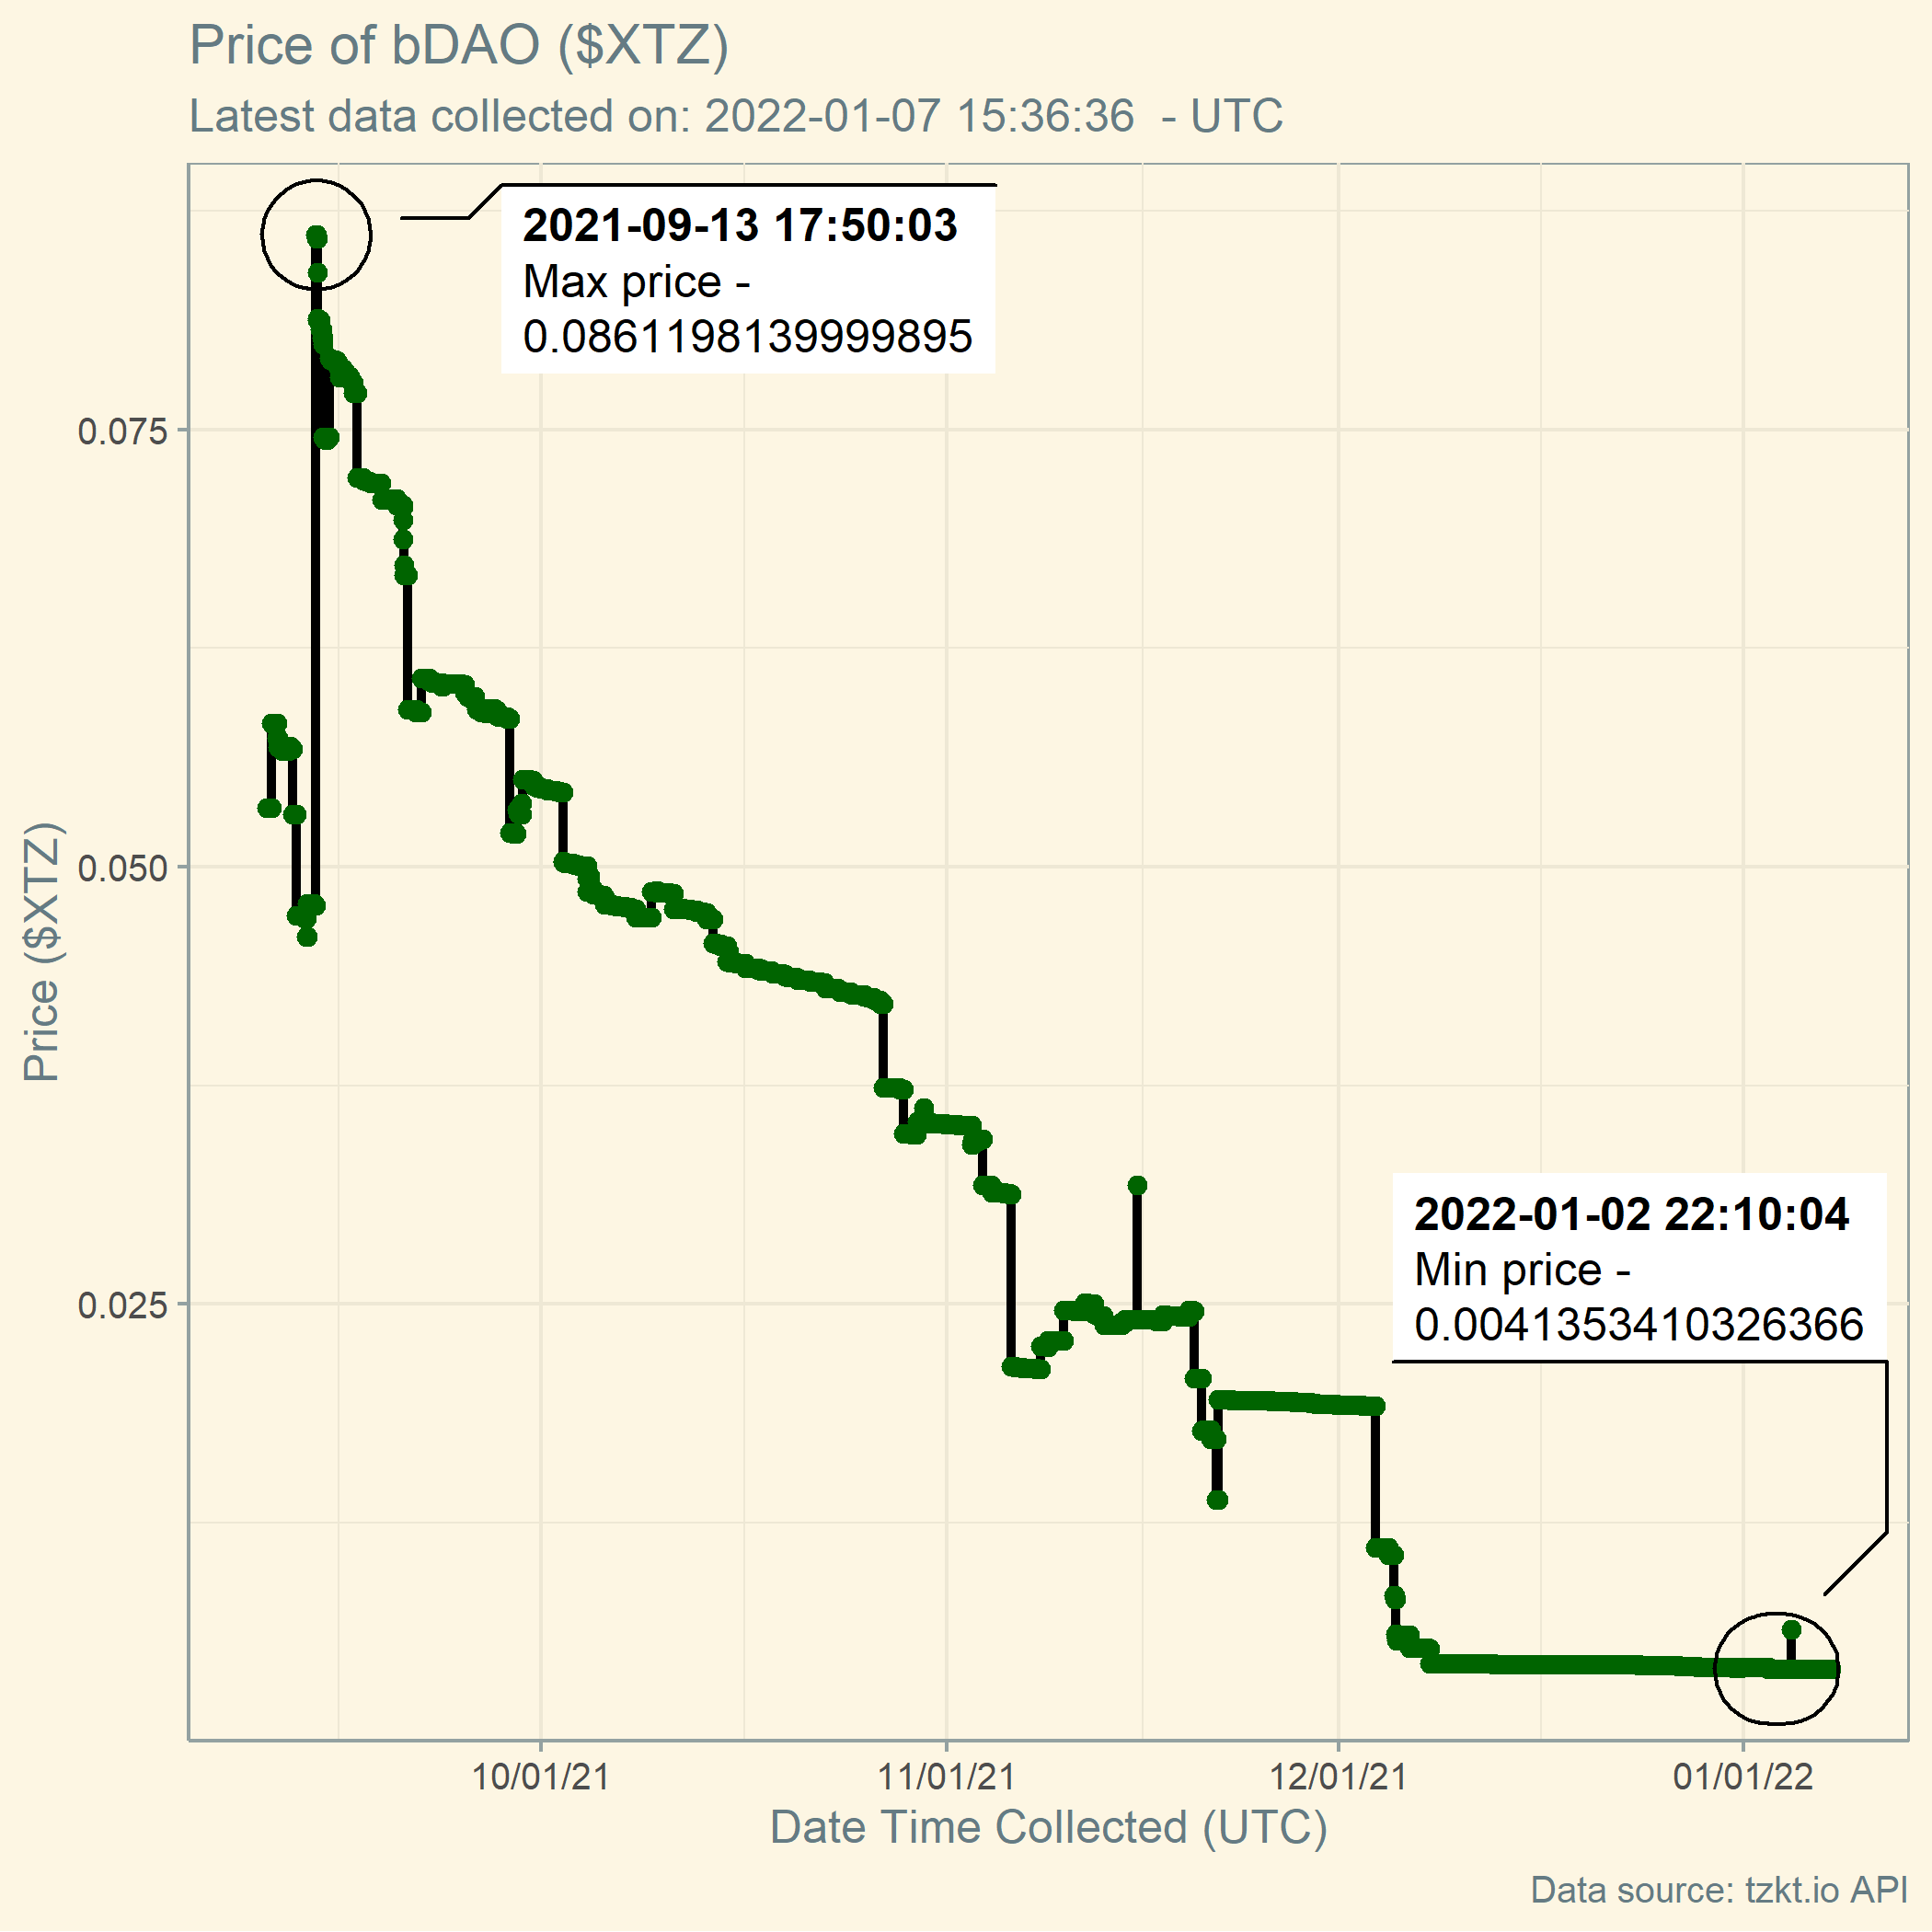 Price of bDAO ($XTZ)
Latest data collected on: 2022-01-07 15:36:36  - UTC
2021-09-13 17:50:03
Max price -
0.0861198139999895
0.075
0.050
0.025
Price ($XTZ)
2022-01-02 22:10:04
Min price -
0.0041353410326366
10/01/21
11/01/21
12/01/21
01/01/22
Date Time Collected (UTC)
Data source: tzkt.io API